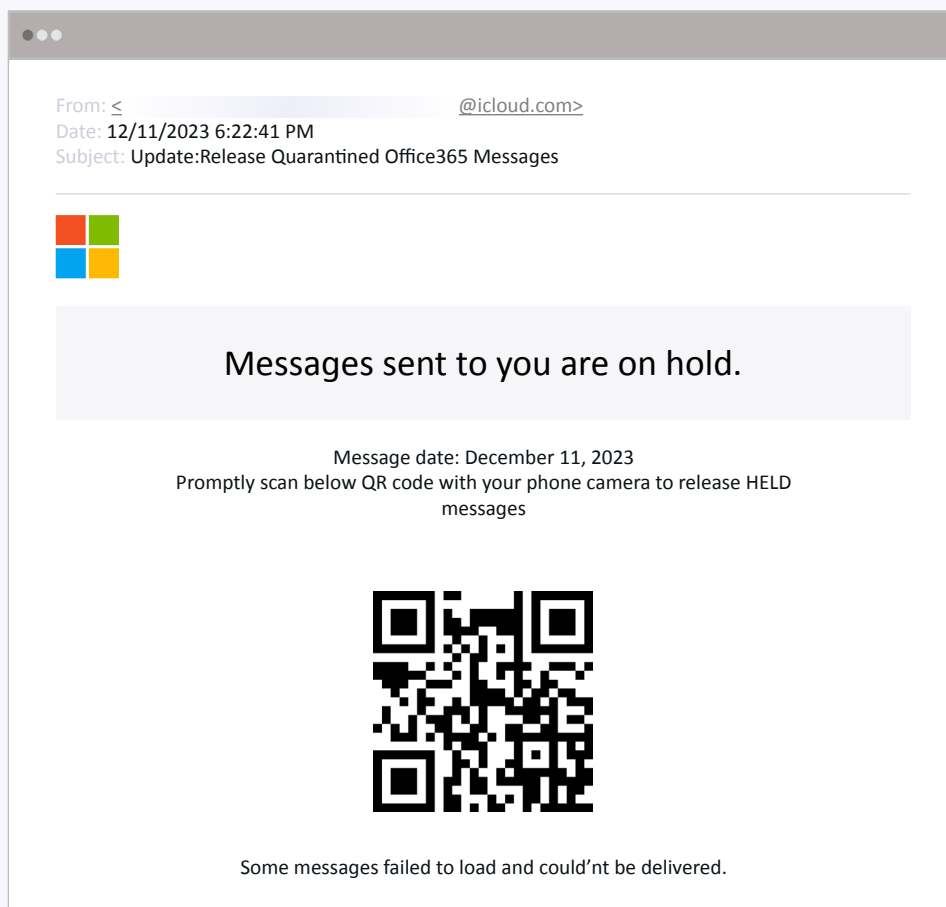 From: < @icloud.com>
Date: 12/11/2023 6:22:41 PM
Subject: Update:Release Quarantined Office365 Messages
Messages sent to you are on hold.
Message date: December 11, 2023
Promptly scan below QR code with your phone camera to release HELD
messages
Some messages failed to load and could’nt be delivered.